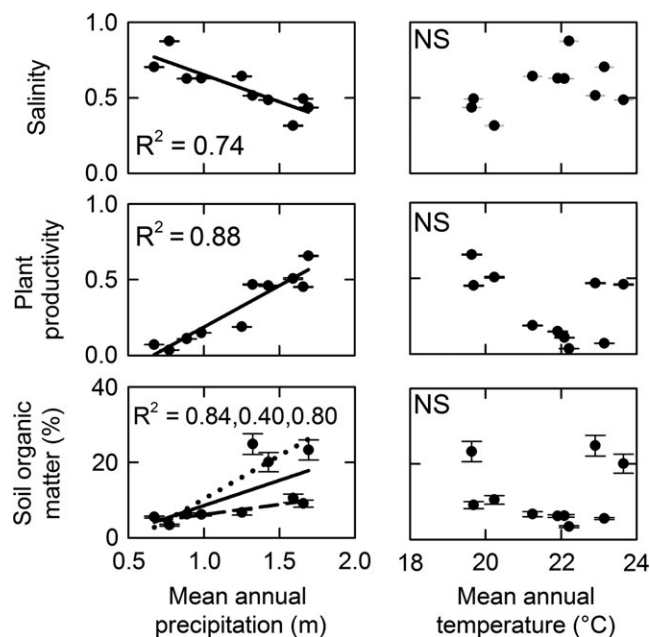 1.0
0.5
0.0
Salinity
R² = 0.74
NS
1.0
0.5
0.0
Plant
productivity
R² = 0.88
NS
40
20
0
Soil organic
matter (%)
R² = 0.84,0.40,0.80
NS
0.5 1.0 1.5 2.0
18 20 22 24
Mean annual
precipitation (m)
Mean annual
temperature (°C)